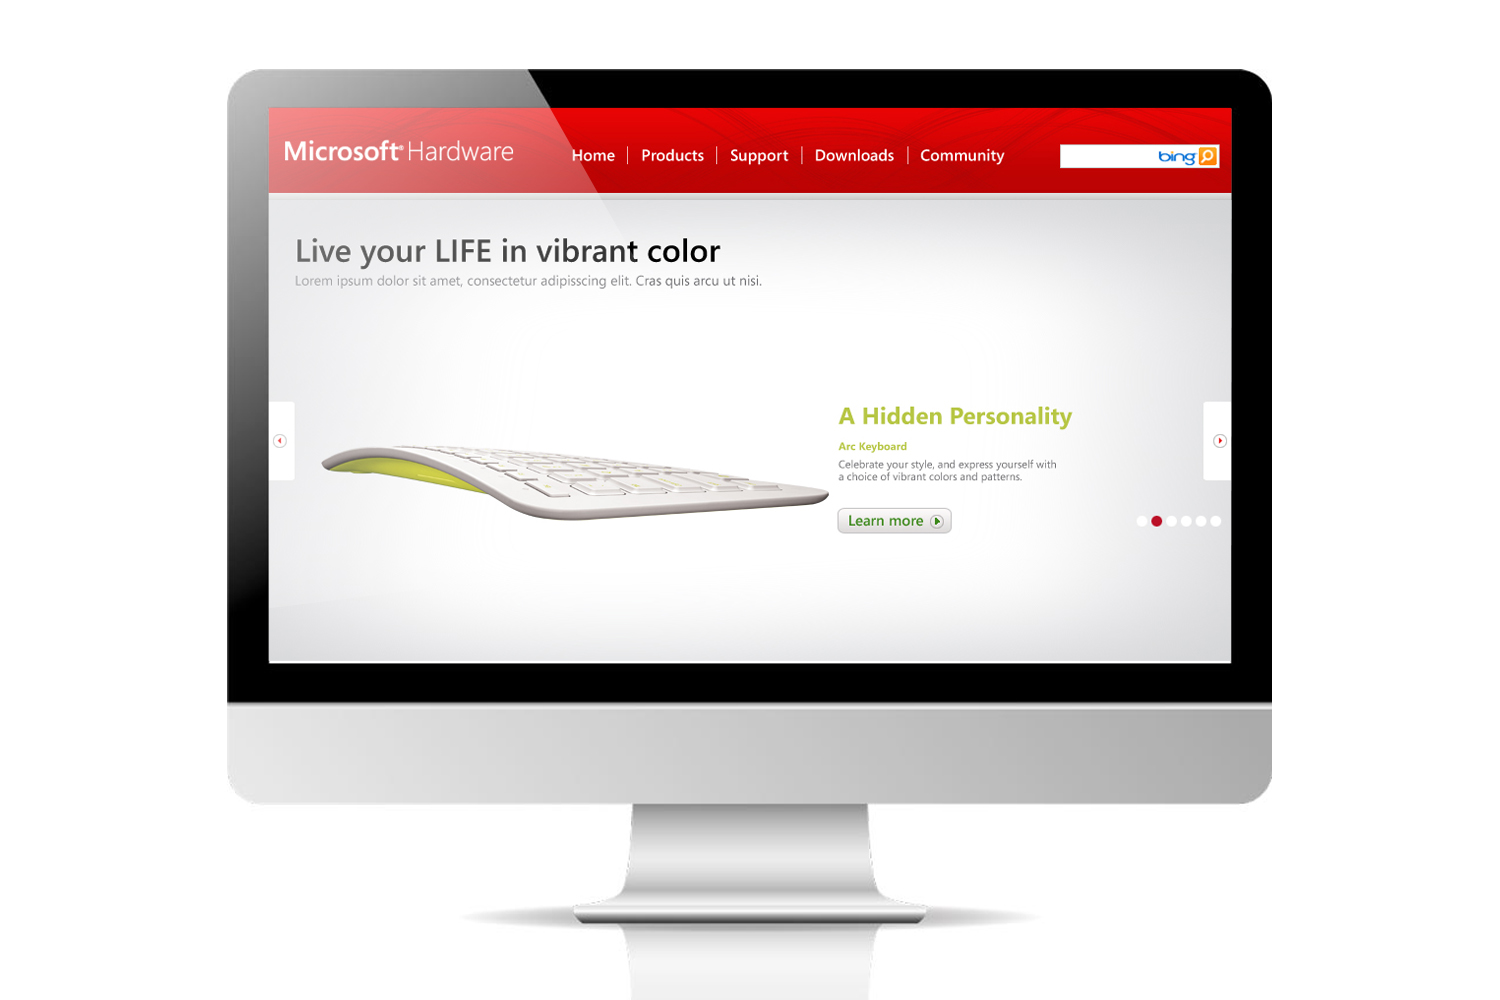 Microsoft® Hardware
Home
Products
Support
Downloads
Community
bing
Live your LIFE in vibrant color
Lorem ipsum dolor sit amet, consectetur adipisscing elit. Cras quis arcu ut nisi.
A Hidden Personality
Arc Keyboard
Celebrate your style, and express yourself with
a choice of vibrant colors and patterns.
Learn more